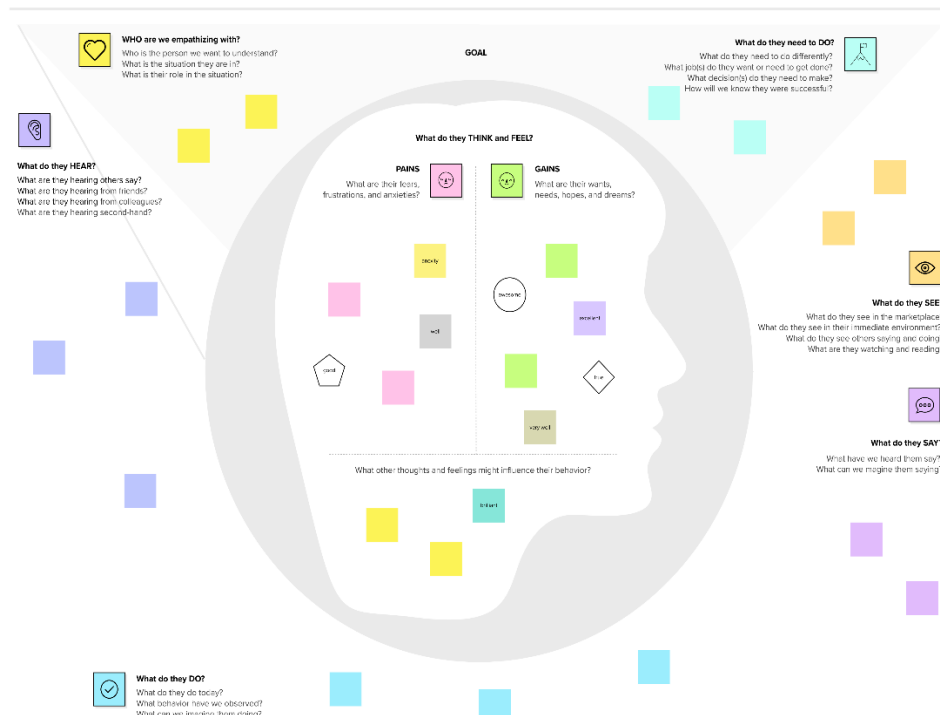 WHO are we empathizing with?
Who is the person we want to understand?
What is the situation they are in?
What is their role in the situation?
GOAL
What do they need to DO?
What do they need to do differently?
What job(s) do they want or need to get done?
What decision(s) do they need to make?
How will we know they were successful?
What do they HEAR?
What are they hearing others say?
What are they hearing from friends?
What are they hearing from colleagues?
What are they hearing second-hand?
What do they THINK and FEEL?
PAINS
What are their fears,
frustrations, and anxieties?
GAINS
What are their wants,
needs, hopes, and dreams?
anxiety
awesome
excellent
well
good
true
very well
What do they SEE
What do they see in the marketplace
What do they see in their immediate environment?
What do they see others saying and doing
What are they watching and reading
What do they SAY?
What have we heard them say?
What can we imagine them saying?
What other thoughts and feelings might influence their behavior?
brilliant
What do they DO?
What do they do today?
What behavior have we observed?
What can we imagine them doing?